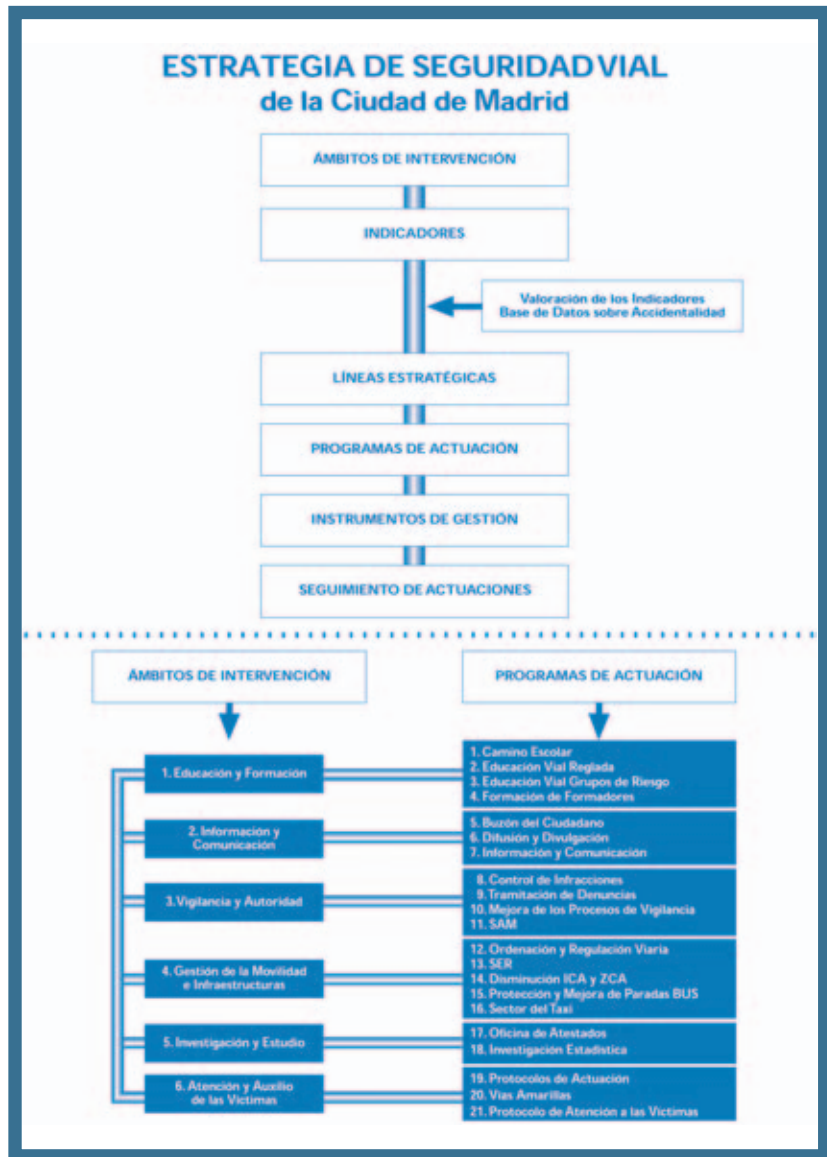 ESTRATEGIA DE SEGURIDAD VIAL
de la Ciudad de Madrid
ÁMBITOS DE INTERVENCIÓN
INDICADORES
Valoración de los Indicadores
Base de Datos sobre Accidentalidad
LÍNEAS ESTRATÉGICAS
PROGRAMAS DE ACTUACIÓN
INSTRUMENTOS DE GESTIÓN
SEGUIMIENTO DE ACTUACIONES
ÁMBITOS DE INTERVENCIÓN
PROGRAMAS DE ACTUACIÓN
1. Educación y Formación
1. Camino Escolar
2. Educación Vial Reglada
3. Educación Vial Grupos de Riesgo
4. Formación de Formadores
2. Información y
Comunicación
5. Buzón del Ciudadano
6. Difusión y Divulgación
7. Información y Comunicación
3. Vigilancia y Autoridad
8. Control de Infracciones
9. Tramitación de Denuncias
10. Mejora de los Procesos de Vigilancia
11. SAM
4. Gestión de la Movilidad
e Infraestructuras
12. Ordenación y Regulación Viaria
13. SER
14. Disminución ICA y ZCA
15. Protección y Mejora de Paradas BUS
16. Sector del Taxi
5. Investigación y Estudio
17. Oficina de Atestados
18. Investigación Estadística
6. Atención y Auxilio
de las Víctimas
19. Protocolos de Actuación
20. Vías Amarillas
21. Protocolo de Atención a las Víctimas